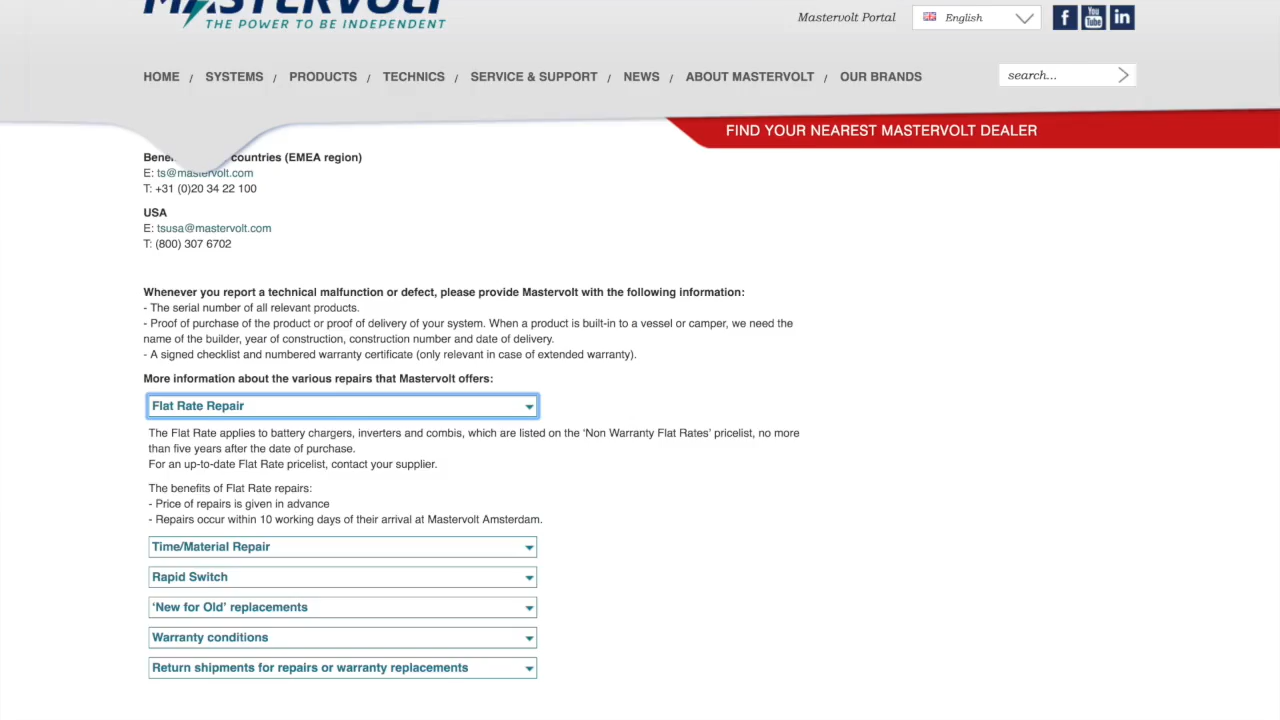 MASTERVOLT
THE POWER TO BE INDEPENDENT
Mastervolt Portal
English
f
You
Tube
in
HOME / SYSTEMS / PRODUCTS / TECHNICS / SERVICE & SUPPORT / NEWS / ABOUT MASTERVOLT / OUR BRANDS
search...
FIND YOUR NEAREST MASTERVOLT DEALER
countries (EMEA region)
E: ts@mastervolt.com
T: +31 (0)20 34 22 100
USA
E: tsusa@mastervolt.com
T: (800) 307 6702
Whenever you report a technical malfunction or defect, please provide Mastervolt with the following information:
- The serial number of all relevant products.
- Proof of purchase of the product or proof of delivery of your system. When a product is built-in to a vessel or camper, we need the
name of the builder, year of construction, construction number and date of delivery.
- A signed checklist and numbered warranty certificate (only relevant in case of extended warranty).
More information about the various repairs that Mastervolt offers:
Flat Rate Repair
The Flat Rate applies to battery chargers, inverters and combis, which are listed on the ‘Non Warranty Flat Rates’ pricelist, no more
than five years after the date of purchase.
For an up-to-date Flat Rate pricelist, contact your supplier.
The benefits of Flat Rate repairs:
- Price of repairs is given in advance
- Repairs occur within 10 working days of their arrival at Mastervolt Amsterdam.
Time/Material Repair
Rapid Switch
‘New for Old’ replacements
Warranty conditions
Return shipments for repairs or warranty replacements